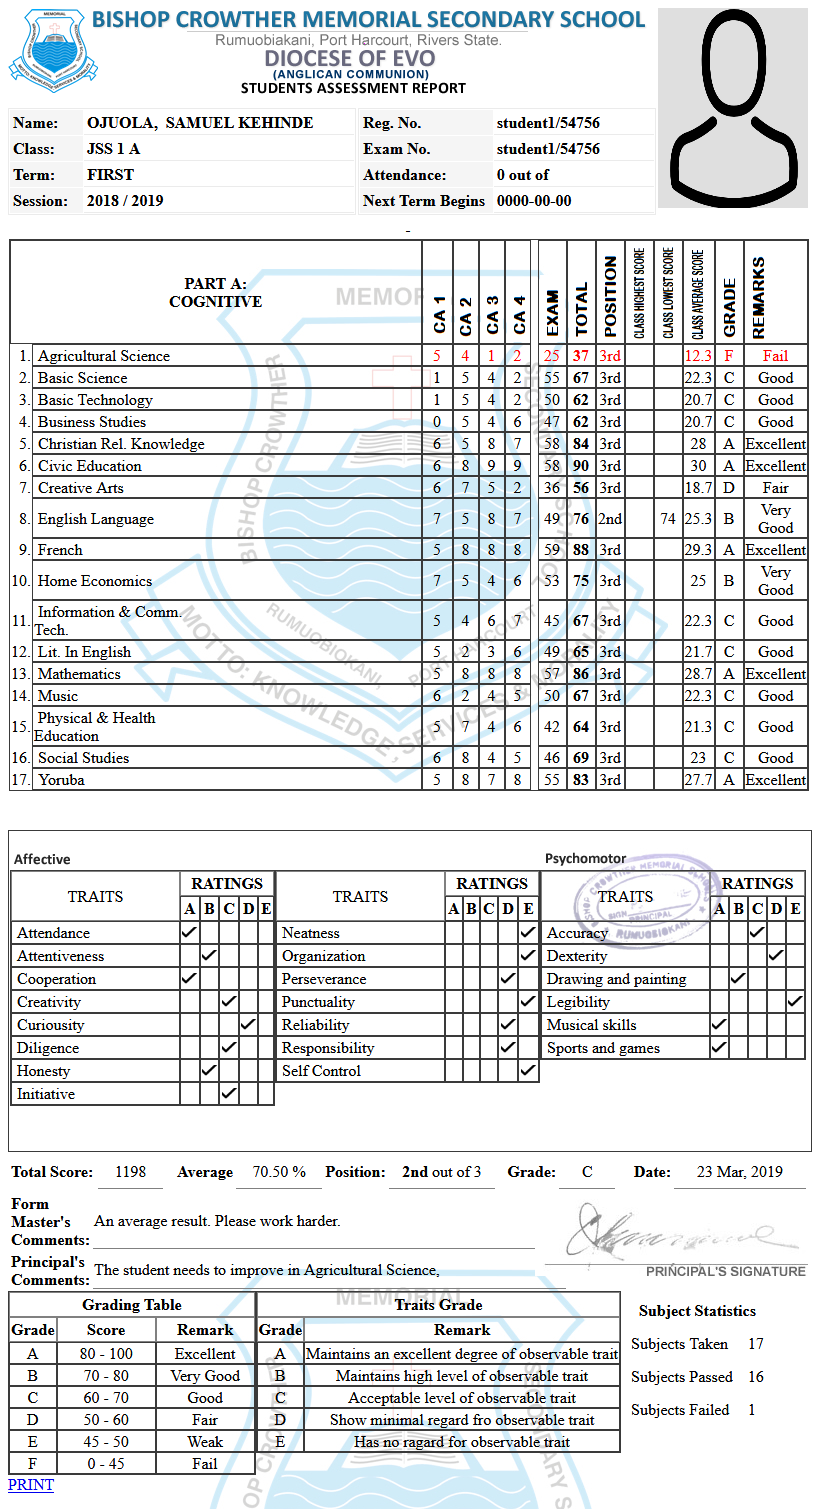 BISHOP CROWTHER MEMORIAL SECONDARY SCHOOL
Rumuobiakani, Port Harcourt, Rivers State.
DIOCESE OF EVO
(ANGLICAN COMMUNION)
STUDENTS ASSESSMENT REPORT
Name: OJUOLA, SAMUEL KEHINDE Reg. No. student1/54756
Class: JSS 1 A Exam No. student1/54756
Term: FIRST Attendance: 0 out of
Session: 2018 / 2019 Next Term Begins 0000-00-00
-
PART A: COGNITIVE CA 1 CA 2 CA 3 CA 4 EXAM TOTAL POSITION CLASS HIGHEST SCORE CLASS LOWEST SCORE CLASS AVERAGE SCORE GRADE REMARKS
1. Agricultural Science 5 4 1 2 25 37 3rd 12.3 F Fail
2. Basic Science 1 5 4 2 55 67 3rd 22.3 C Good
3. Basic Technology 1 5 4 2 50 62 3rd 20.7 C Good
4. Business Studies 0 5 4 6 47 62 3rd 20.7 C Good
5. Christian Rel. Knowledge 6 5 8 7 58 84 3rd 28 A Excellent
6. Civic Education 6 8 9 9 58 90 3rd 30 A Excellent
7. Creative Arts 6 7 5 2 36 56 3rd 18.7 D Fair
8. English Language 7 5 8 7 49 76 2nd 74 25.3 B Very Good
9. French 5 8 8 8 59 88 3rd 29.3 A Excellent
10. Home Economics 7 5 4 6 53 75 3rd 25 B Very Good
11. Information & Comm. Tech. 5 4 6 7 45 67 3rd 22.3 C Good
12. Lit. In English 5 2 3 6 49 65 3rd 21.7 C Good
13. Mathematics 5 8 8 8 57 86 3rd 28.7 A Excellent
14. Music 6 2 4 5 50 67 3rd 22.3 C Good
15. Physical & Health Education 5 7 4 6 42 64 3rd 21.3 C Good
16. Social Studies 6 8 4 5 46 69 3rd 23 C Good
17. Yoruba 5 8 7 8 55 83 3rd 27.7 A Excellent
Affective Psychomotor
TRAITS RATINGS TRAITS RATINGS TRAITS RATINGS
A B C D E A B C D E A B C D E
Attendance Neatness Accuracy
Attentiveness Organization Dexterity
Cooperation Perseverance Drawing and painting
Creativity Punctuality Legibility
Curiousity Reliability Musical skills
Diligence Responsibility Sports and games
Honesty Self Control
Initiative
Total Score: 1198 Average 70.50 % Position: 2nd out of 3 Grade: C Date: 23 Mar, 2019
Form Master's Comments: An average result. Please work harder.
Principal's Comments: The student needs to improve in Agricultural Science,
PRINCIPAL'S SIGNATURE
Grading Table Traits Grade Subject Statistics
Grade Score Remark Grade Remark
A 80 - 100 Excellent A Maintains an excellent degree of observable trait
B 70 - 80 Very Good B Maintains high level of observable trait
C 60 - 70 Good C Acceptable level of observable trait
D 50 - 60 Fair D Show minimal regard fro observable trait
E 45 - 50 Weak E Has no ragard for observable trait
F 0 - 45 Fail
Subjects Taken 17
Subjects Passed 16
Subjects Failed 1
PRINT